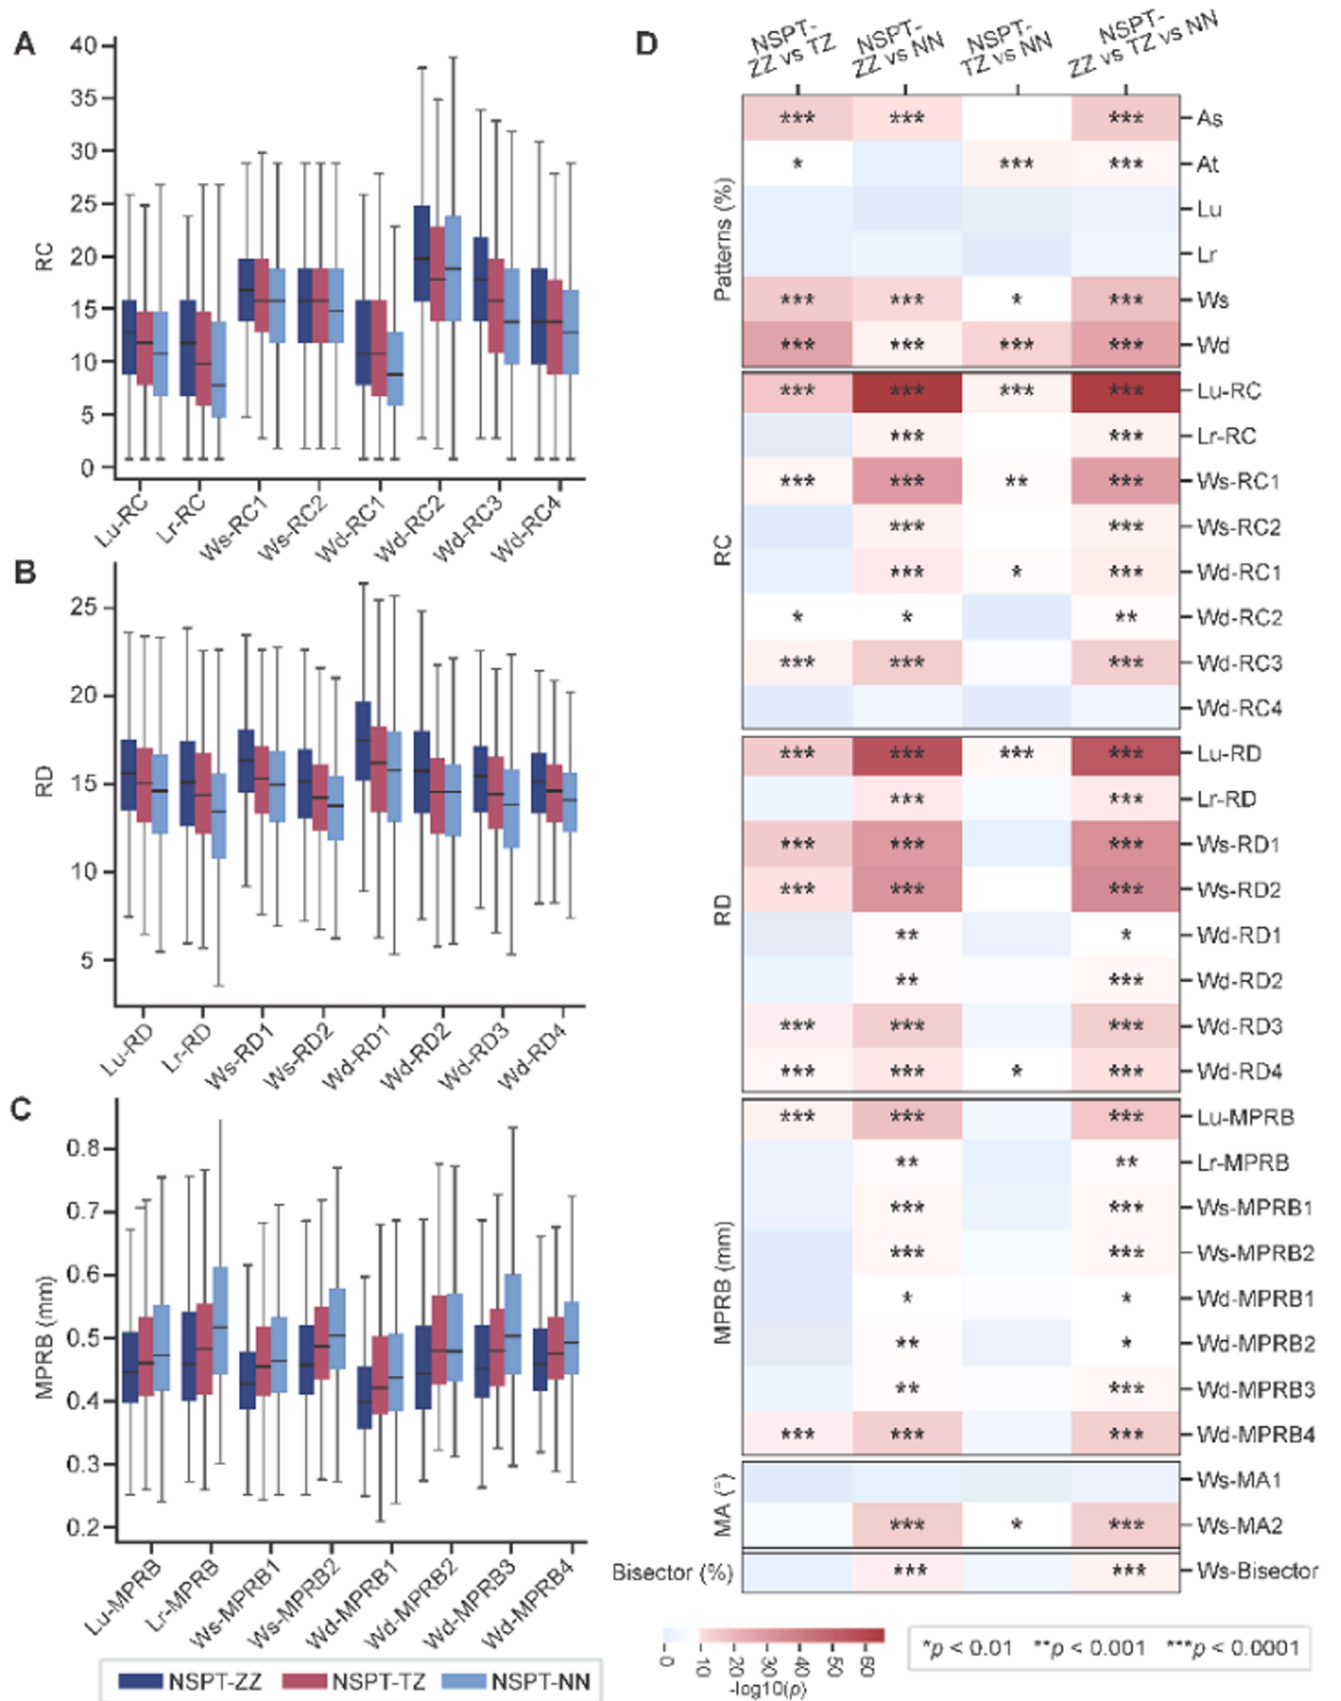 A
40
35
30
25
20
15
10
5
0
RC
Lu-RC
Lr-RC
Ws-RC1
Ws-RC2
Wd-RC1
Wd-RC2
Wd-RC3
Wd-RC4
B
25
20
15
10
5
RD
Lu-RD
Lr-RD
Ws-RD1
Ws-RD2
Wd-RD1
Wd-RD2
Wd-RD3
Wd-RD4
C
0.8
0.7
0.6
0.5
0.4
0.3
0.2
MPRB (mm)
Lu-MPRB
Lr-MPRB
Ws-MPRB1
Ws-MPRB2
Wd-MPRB1
Wd-MPRB2
Wd-MPRB3
Wd-MPRB4
NSPT-ZZ NSPT-TZ NSPT-NN
D
NSPT-
ZZ vs TZ
NSPT-
ZZ vs NN
NSPT-
TZ vs NN
NSPT-
ZZ vs TZ vs NN
Patterns (%)
*** *** *** As
* *** *** At
Lu
Lr
*** *** * *** Ws
*** *** *** *** Wd
RC
*** *** *** *** Lu-RC
*** *** Lr-RC
*** *** ** *** Ws-RC1
*** *** Ws-RC2
*** * *** Wd-RC1
* * ** Wd-RC2
*** *** *** Wd-RC3
Wd-RC4
RD
*** *** *** *** Lu-RD
*** *** Lr-RD
*** *** *** Ws-RD1
*** *** *** Ws-RD2
** * Wd-RD1
** *** Wd-RD2
*** *** *** Wd-RD3
*** *** * *** Wd-RD4
MPRB (mm)
*** *** *** Lu-MPRB
** ** Lr-MPRB
*** *** Ws-MPRB1
*** *** Ws-MPRB2
* * Wd-MPRB1
** * Wd-MPRB2
** *** Wd-MPRB3
*** *** *** Wd-MPRB4
MA (°)
Ws-MA1
*** * *** Ws-MA2
Bisector (%) *** *** Ws-Bisector
0 10 20 30 40 60
-log10(p)
*p < 0.01 **p < 0.001 ***p < 0.0001